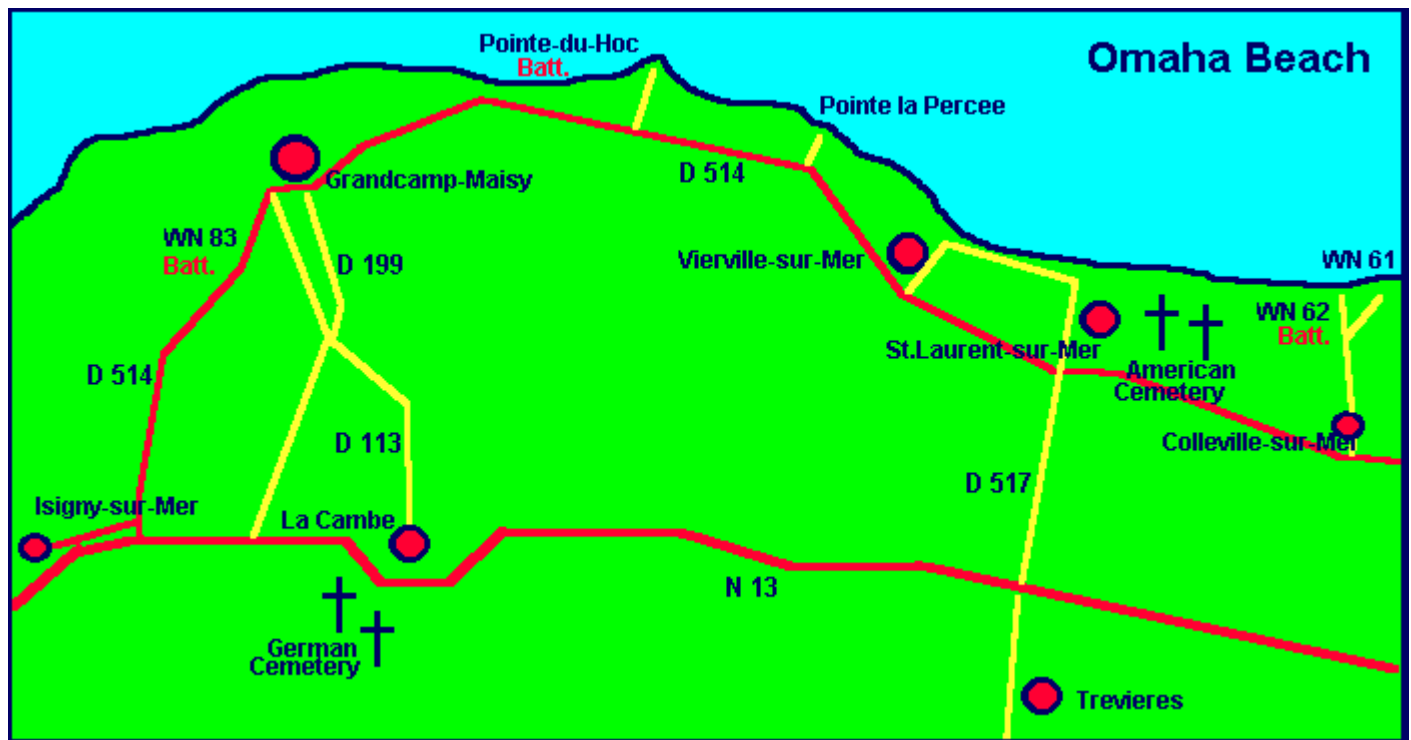 Pointe-du-Hoc
Batt.
Omaha Beach
Pointe la Percee
D 514
Grandcamp-Maisy
WN 83
Batt.
D 199
Vierville-sur-Mer
WN 61
WN 62
Batt.
St.Laurent-sur-Mer
American
Cemetery
D 514
D 113
Colleville-sur-Mer
D 517
Isigny-sur-Mer
La Cambe
N 13
German
Cemetery
Trevieres